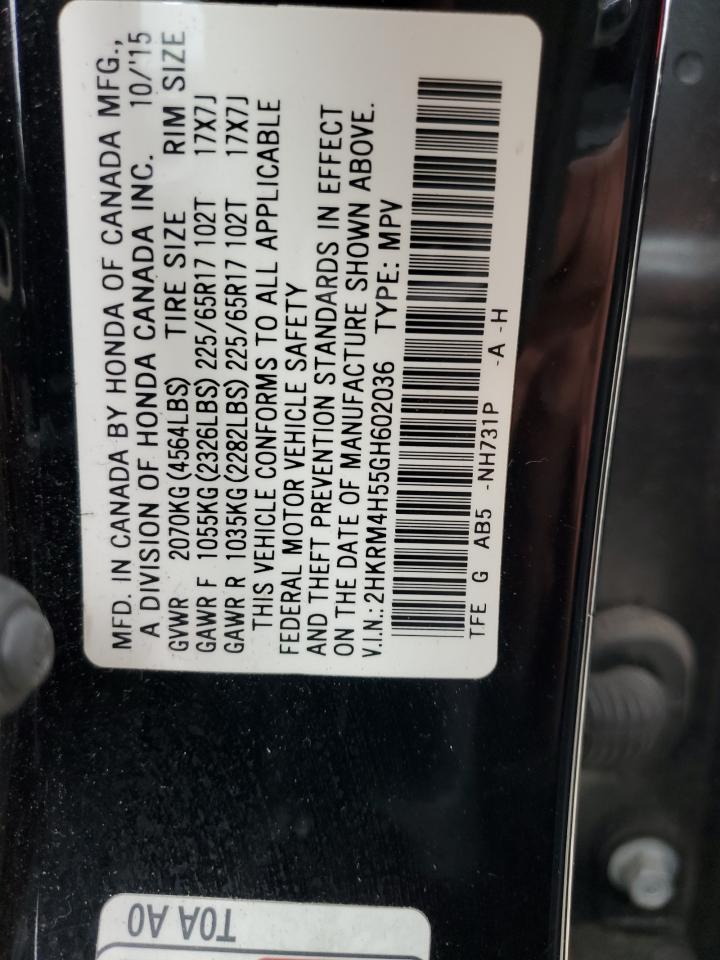 MFD. IN CANADA BY HONDA OF CANADA MFG.,
A DIVISION OF HONDA CANADA INC. 10/'15
GVWR 2070KG(4564LBS) TIRE SIZE RIM SIZE
GAWR F 1055KG(2326LBS) 225/65R17 102T 17X7J
GAWR R 1035KG(2282LBS) 225/65R17 102T 17X7J
THIS VEHICLE CONFORMS TO ALL APPLICABLE
FEDERAL MOTOR VEHICLE SAFETY
AND THEFT PREVENTION STANDARDS IN EFFECT
ON THE DATE OF MANUFACTURE SHOWN ABOVE.
V.I.N.: 2HKRM4H55GH602036 TYPE: MPV
TFE G AB5 -NH731P -A -H
T0A A0